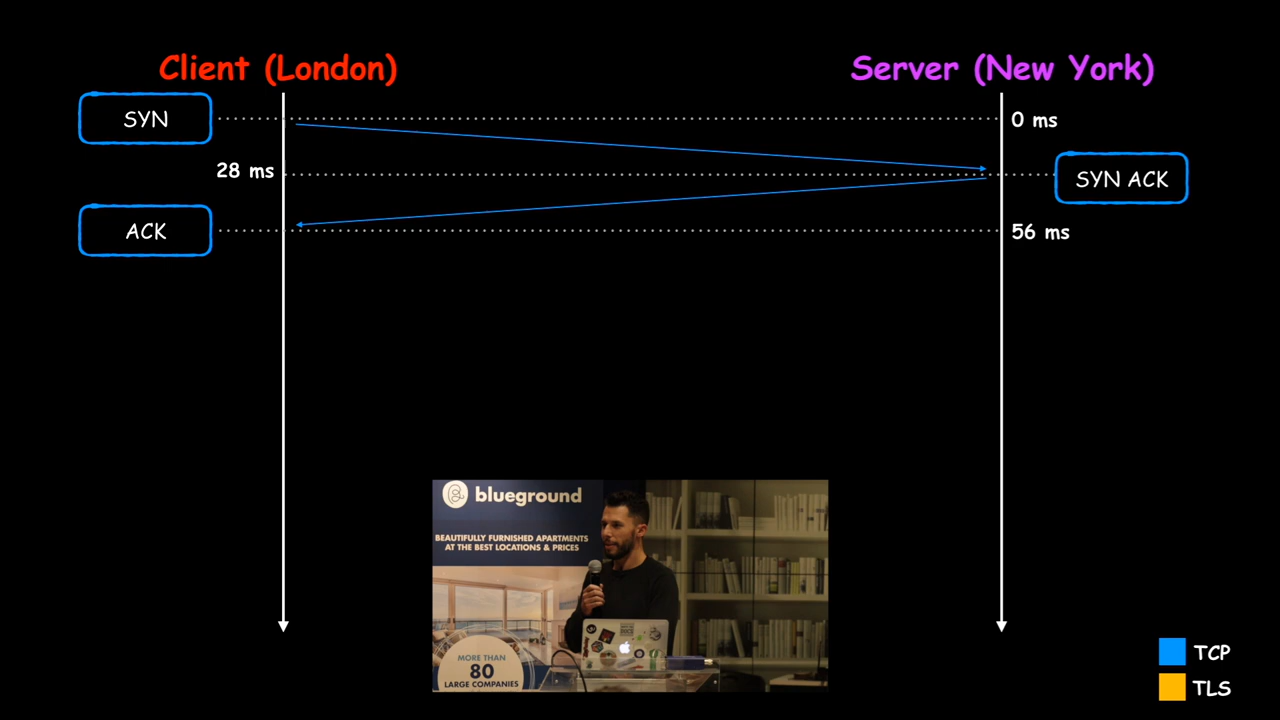 Client (London)
Server (New York)
SYN
0 ms
28 ms
SYN ACK
ACK
56 ms
blueground
BEAUTIFULLY FURNISHED APARTMENTS
AT THE BEST LOCATIONS & PRICES
MORE THAN
80
LARGE COMPANIES
TCP
TLS